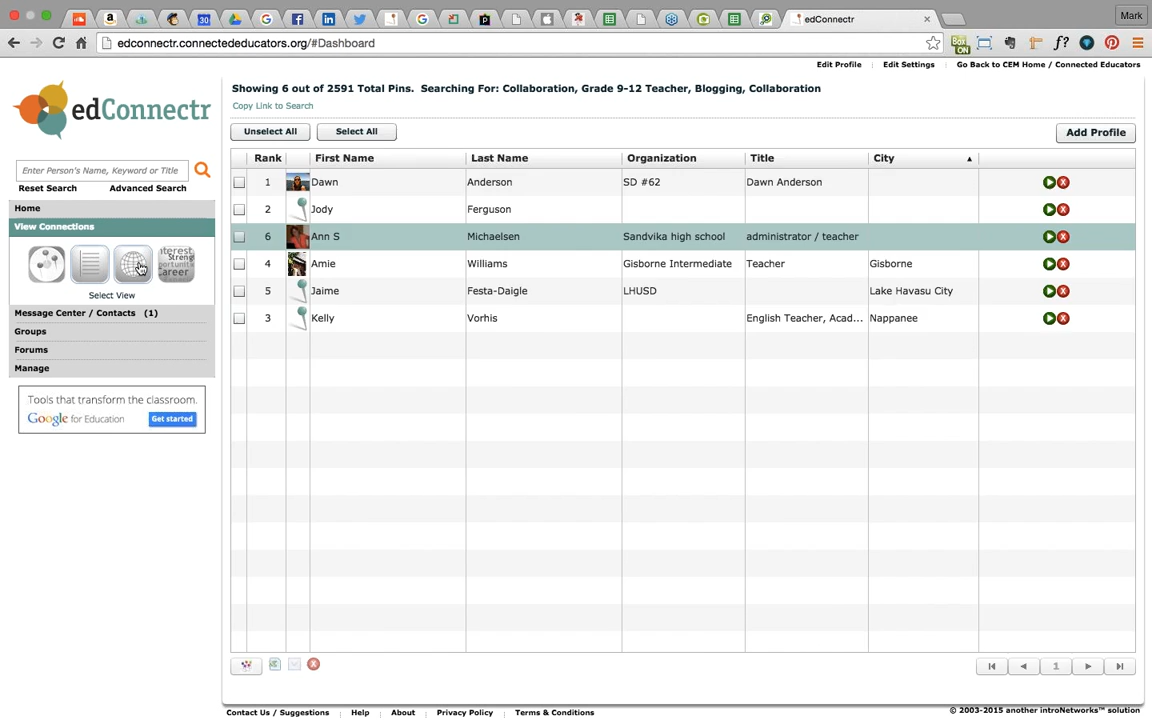 edConnectr
Mark
edconnectr.connectededucators.org/#Dashboard
Edit Profile
Edit Settings
Go Back to CEM Home / Connected Educators
edConnectr
Showing 6 out of 2591 Total Pins. Searching For: Collaboration, Grade 9-12 Teacher, Blogging, Collaboration
Copy Link to Search
Unselect All
Select All
Add Profile
Enter Person's Name, Keyword or Title
Reset Search
Advanced Search
Home
View Connections
Select View
Message Center / Contacts (1)
Groups
Forums
Manage
Tools that transform the classroom.
Google for Education Get started
Rank First Name Last Name Organization Title City
1 Dawn Anderson SD #62 Dawn Anderson
2 Jody Ferguson
6 Ann S Michaelsen Sandvika high school administrator / teacher
4 Amie Williams Gisborne Intermediate Teacher Gisborne
5 Jaime Festa-Daigle LHUSD Lake Havasu City
3 Kelly Vorhis English Teacher, Acad... Nappanee
1
Contact Us / Suggestions
Help
About
Privacy Policy
Terms & Conditions
© 2003-2015 another introNetworks™ solution